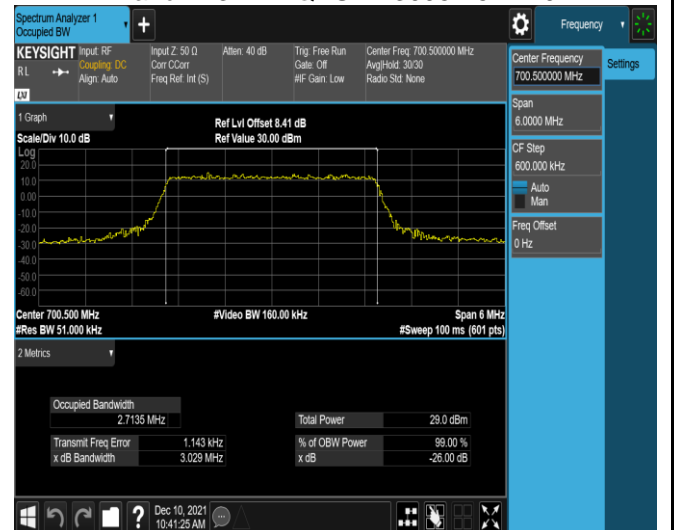 Spectrum Analyzer 1
Occupied BW
Frequency
KEYSIGHT
Input: RF
Coupling: DC
Align: Auto
Input Z: 50 Ω
Corr CCorr
Freq Ref: Int (S)
Atten: 40 dB
Trig: Free Run
Gate: Off
#IF Gain: Low
Center Freq: 700.500000 MHz
Avg|Hold: 30/30
Radio Std: None
RL
LXI
Center Frequency
700.500000 MHz
Settings
Span
6.0000 MHz
CF Step
600.000 kHz
Auto
Man
Freq Offset
0 Hz
1 Graph
Scale/Div 10.0 dB
Ref Lvl Offset 8.41 dB
Ref Value 30.00 dBm
Log
20.0
10.0
0.00
-10.0
-20.0
-30.0
-40.0
-50.0
-60.0
Center 700.500 MHz
#Video BW 160.00 kHz
Span 6 MHz
#Res BW 51.000 kHz
#Sweep 100 ms (601 pts)
2 Metrics
Occupied Bandwidth
2.7135 MHz
Total Power 29.0 dBm
Transmit Freq Error 1.143 kHz
% of OBW Power 99.00 %
x dB Bandwidth 3.029 MHz
x dB -26.00 dB
Dec 10, 2021
10:41:25 AM